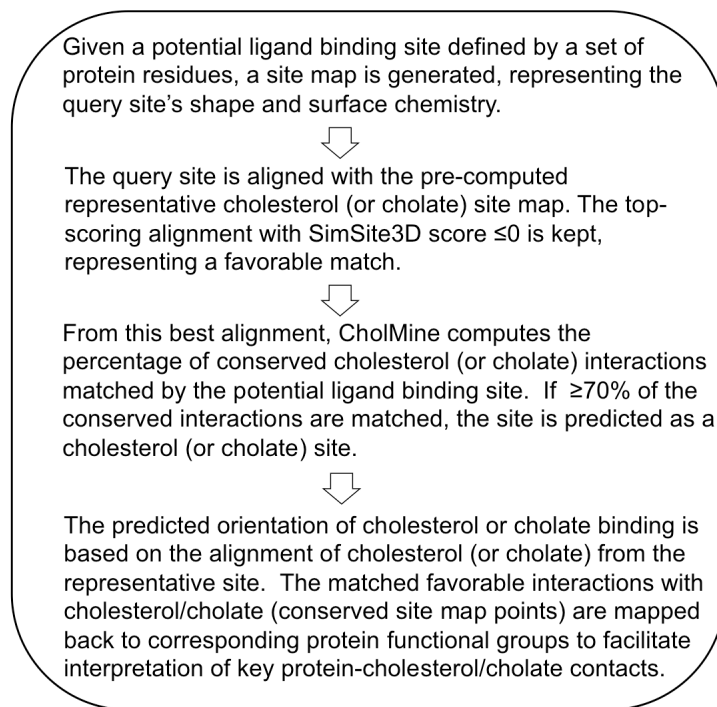 Given a potential ligand binding site defined by a set of
protein residues, a site map is generated, representing the
query site's shape and surface chemistry.
The query site is aligned with the pre-computed
representative cholesterol (or cholate) site map. The top-
scoring alignment with SimSite3D score ≤0 is kept,
representing a favorable match.
From this best alignment, CholMine computes the
percentage of conserved cholesterol (or cholate) interactions
matched by the potential ligand binding site.  If  ≥70% of the
conserved interactions are matched, the site is predicted as a
cholesterol (or cholate) site.
The predicted orientation of cholesterol or cholate binding is
based on the alignment of cholesterol (or cholate) from the
representative site.  The matched favorable interactions with
cholesterol/cholate (conserved site map points) are mapped
back to corresponding protein functional groups to facilitate
interpretation of key protein-cholesterol/cholate contacts.